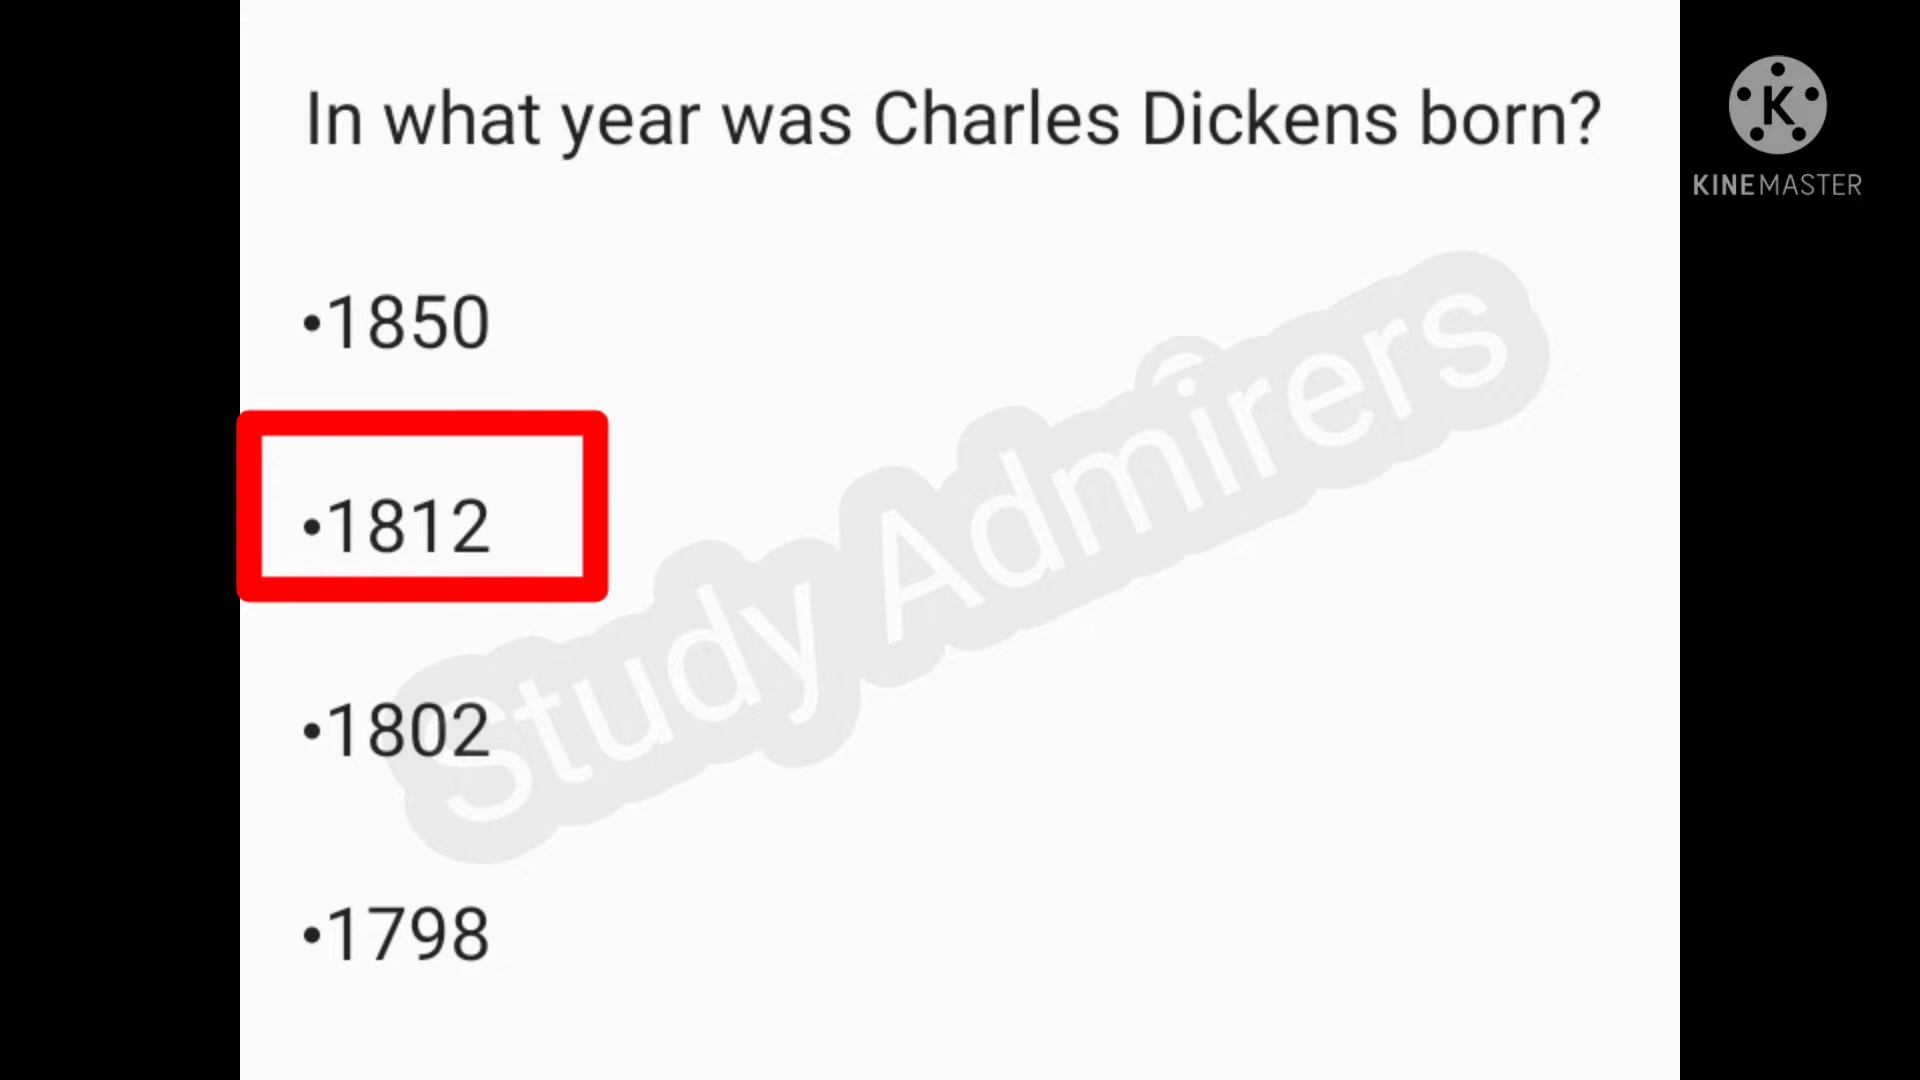 In what year was Charles Dickens born?
K
KINEMASTER
•1850
•1812
•1802
•1798
Study Admirers